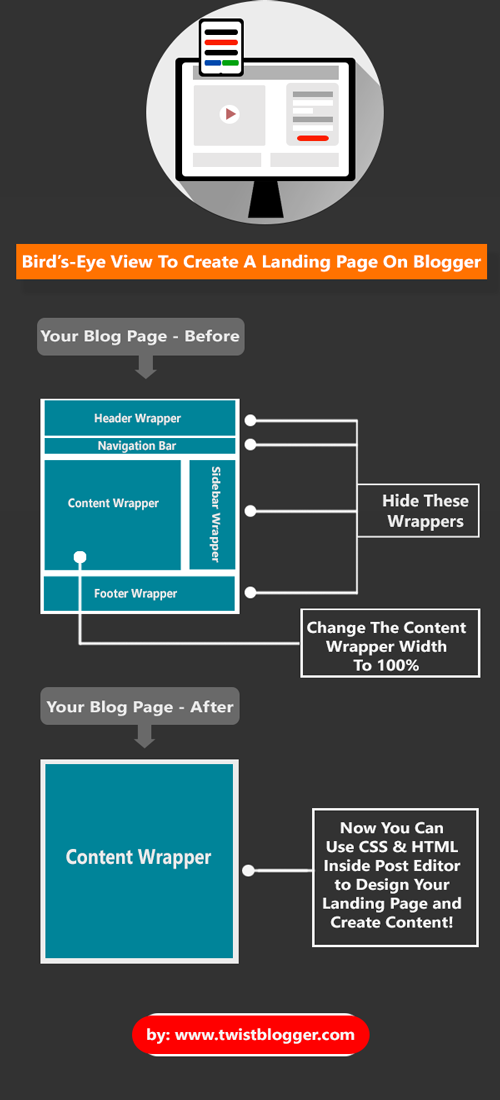 Bird's-Eye View To Create A Landing Page On Blogger
Your Blog Page - Before
Header Wrapper
Navigation Bar
Content Wrapper
Sidebar Wrapper
Footer Wrapper
Hide These
Wrappers
Change The Content
Wrapper Width
To 100%
Your Blog Page - After
Content Wrapper
Now You Can
Use CSS & HTML
Inside Post Editor
to Design Your
Landing Page and
Create Content!
by: www.twistblogger.com